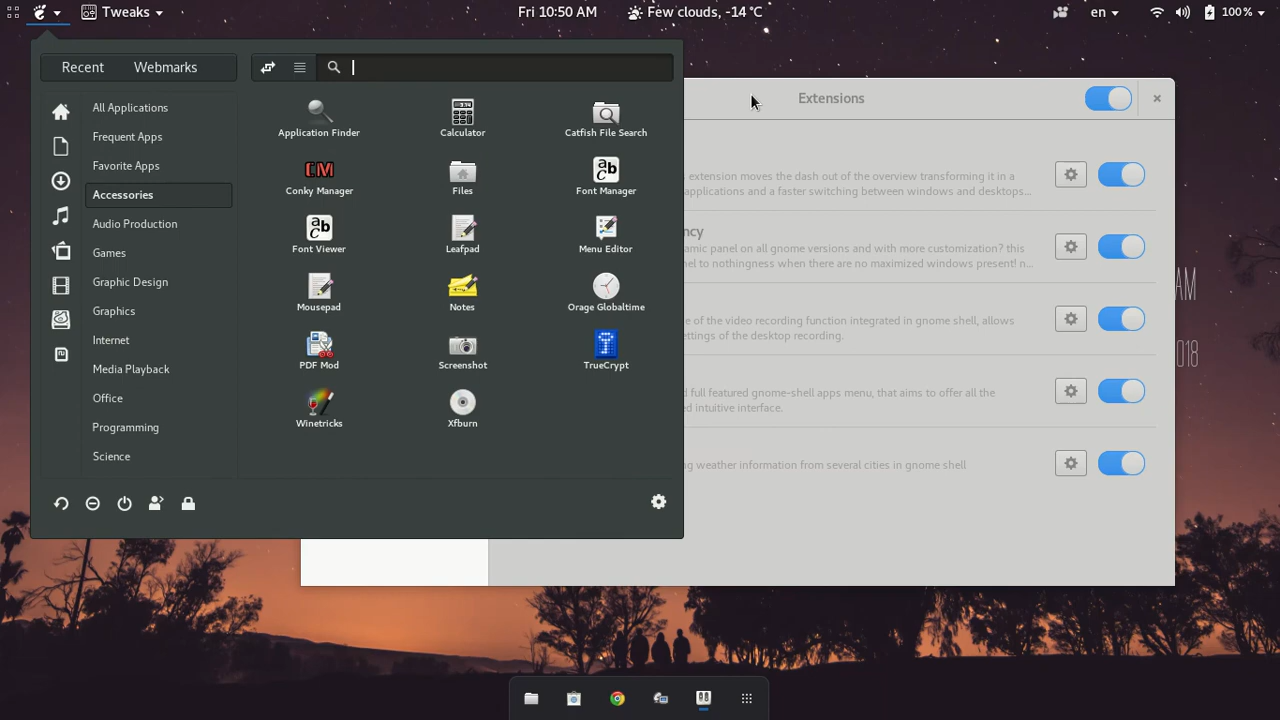 Tweaks
Fri 10:50 AM
Few clouds, -14 °C
en
100%
Recent
Webmarks
Extensions
All Applications
Frequent Apps
Favorite Apps
Accessories
Audio Production
Games
Graphic Design
Graphics
Internet
Media Playback
Office
Programming
Science
Application Finder
Calculator
Catfish File Search
Conky Manager
Files
Font Manager
Font Viewer
Leafpad
Menu Editor
Mousepad
Notes
Orage Globaltime
PDF Mod
Screenshot
TrueCrypt
Winetricks
Xfburn
extension moves the dash out of the overview transforming it in a
applications and a faster switching between windows and desktops...
ncy
namic panel on all gnome versions and with more customization? this
nel to nothingness when there are no maximized windows present! n...
e of the video recording function integrated in gnome shell, allows
ettings of the desktop recording.
d full featured gnome-shell apps menu, that aims to offer all the
ed intuitive interface.
ng weather information from several cities in gnome shell
AM
018